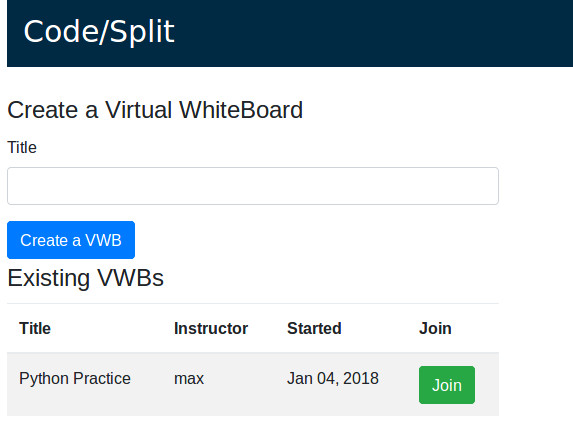 Code/Split
Create a Virtual WhiteBoard
Title
Create a VWB
Existing VWBs
Title Instructor Started Join
Python Practice max Jan 04, 2018 Join